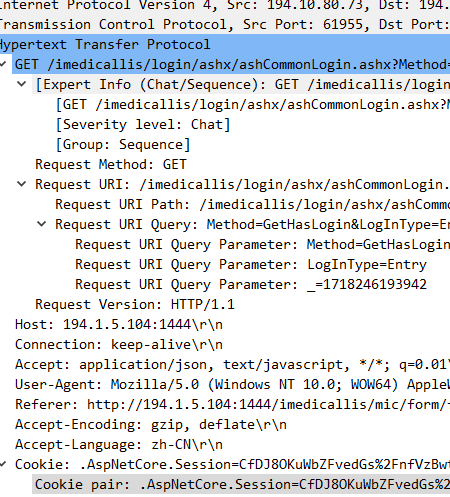 Internet Protocol Version 4, Src: 194.10.80.73, Dst: 194.
Transmission Control Protocol, Src Port: 61955, Dst Port:
Hypertext Transfer Protocol
GET /imedicallis/login/ashx/ashCommonLogin.ashx?Method=
[Expert Info (Chat/Sequence): GET /imedicallis/login
[GET /imedicallis/login/ashx/ashCommonLogin.ashx?M
[Severity level: Chat]
[Group: Sequence]
Request Method: GET
Request URI: /imedicallis/login/ashx/ashCommonLogin.
Request URI Path: /imedicallis/login/ashx/ashCommo
Request URI Query: Method=GetHasLogin&LogInType=En
Request URI Query Parameter: Method=GetHasLogin
Request URI Query Parameter: LogInType=Entry
Request URI Query Parameter: _=1718246193942
Request Version: HTTP/1.1
Host: 194.1.5.104:1444\r\n
Connection: keep-alive\r\n
Accept: application/json, text/javascript, */*; q=0.01\
User-Agent: Mozilla/5.0 (Windows NT 10.0; WOW64) AppleW
Referer: http://194.1.5.104:1444/imedicallis/mic/form/
Accept-Encoding: gzip, deflate\r\n
Accept-Language: zh-CN\r\n
Cookie: .AspNetCore.Session=CfDJ8OKuWbZFvedGs%2FnfVzBwt
Cookie pair: .AspNetCore.Session=CfDJ8OKuWbZFvedGs%2